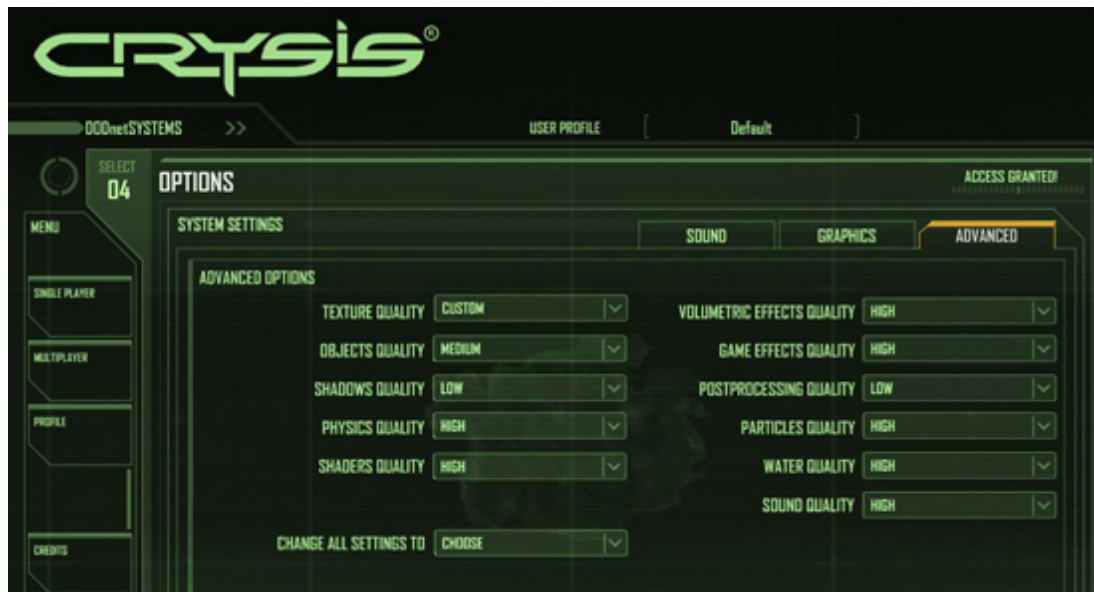 CRYSIS®
DODnetSYSTEMS >> USER PROFILE [ Default ]
SELECT
04
OPTIONS
ACCESS GRANTED!
MENU
SYSTEM SETTINGS
SOUND GRAPHICS ADVANCED
ADVANCED OPTIONS
SINGLE PLAYER
MULTIPLAYER
PROFILE
CREDITS
TEXTURE QUALITY CUSTOM
OBJECTS QUALITY MEDIUM
SHADOWS QUALITY LOW
PHYSICS QUALITY HIGH
SHADERS QUALITY HIGH
CHANGE ALL SETTINGS TO CHOOSE
VOLUMETRIC EFFECTS QUALITY HIGH
GAME EFFECTS QUALITY HIGH
POSTPROCESSING QUALITY LOW
PARTICLES QUALITY HIGH
WATER QUALITY HIGH
SOUND QUALITY HIGH